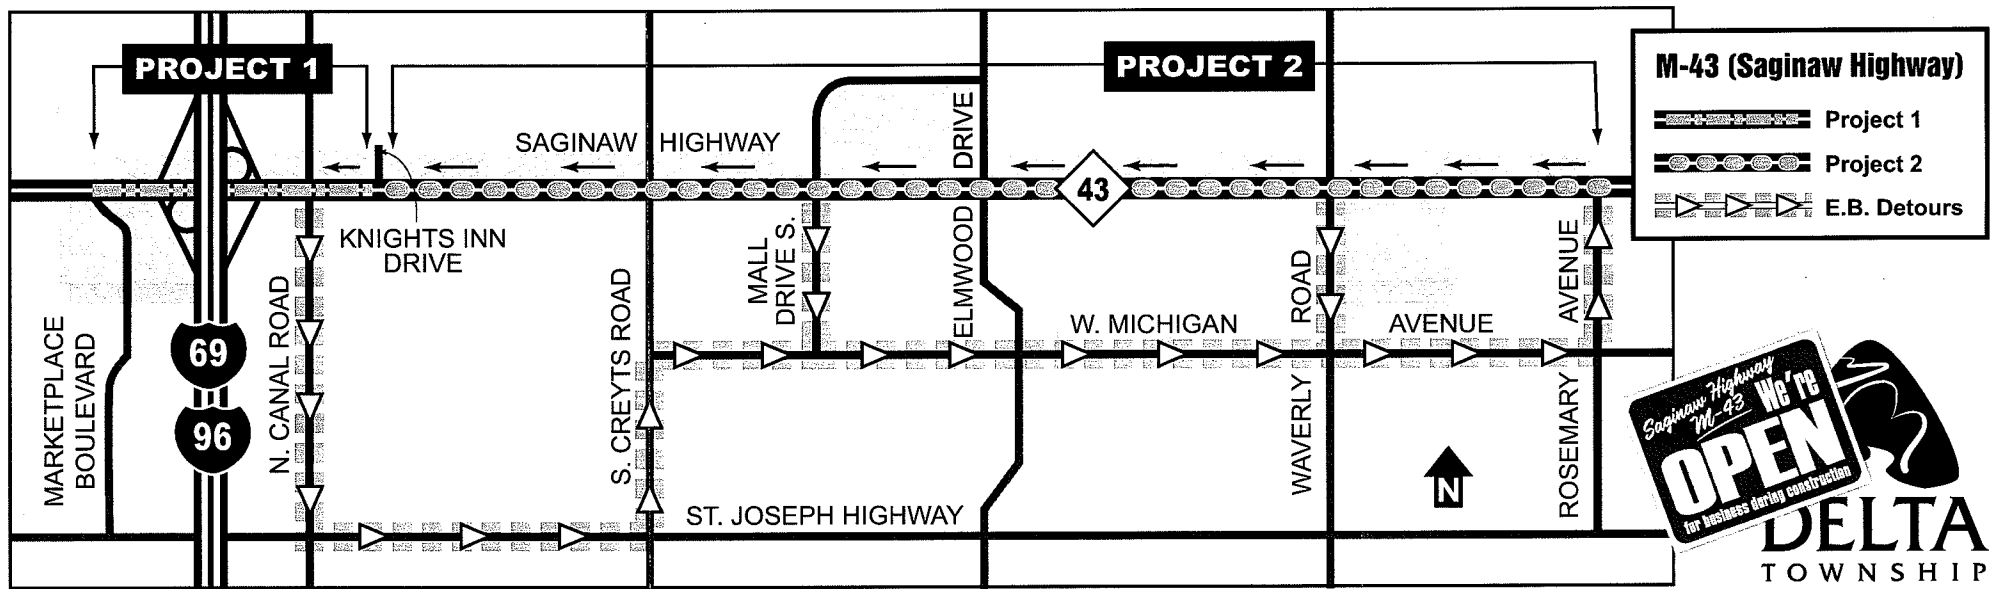 PROJECT 1
PROJECT 2
M-43 (Saginaw Highway)
Project 1
Project 2
E.B. Detours
SAGINAW HIGHWAY
43
KNIGHTS INN
DRIVE
MARKETPLACE
BOULEVARD
69
96
N. CANAL ROAD
S. CREYTS ROAD
MALL
DRIVE S.
ELMWOOD DRIVE
W. MICHIGAN AVENUE
WAVERLY ROAD
ROSEMARY AVENUE
ST. JOSEPH HIGHWAY
N
Saginaw Highway
M-43 We're
OPEN
for business during construction
DELTA
TOWNSHIP